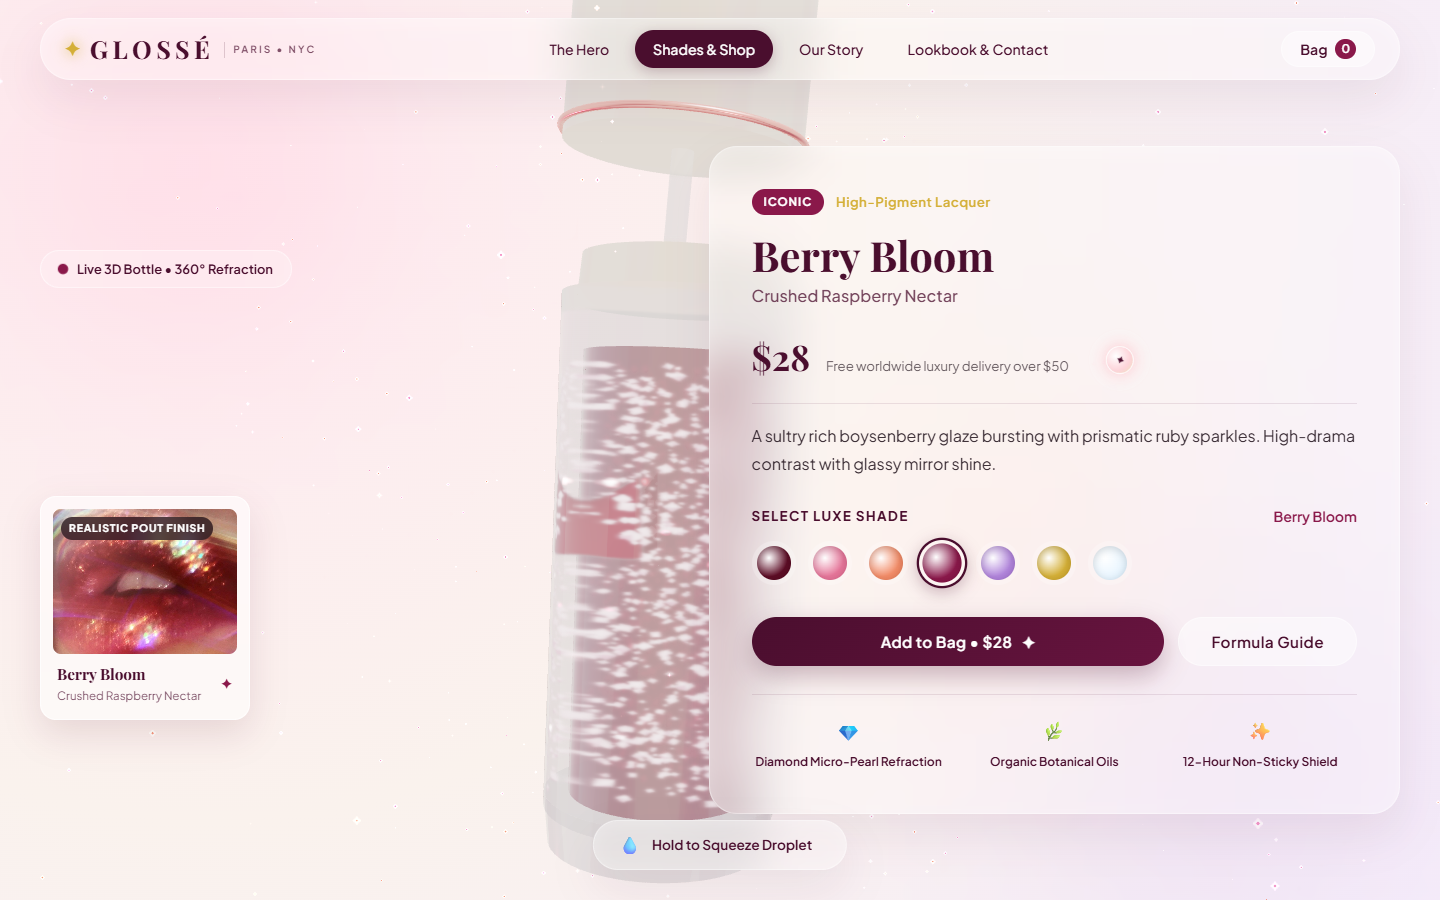 GLOSSÉ
PARIS • NYC
The Hero
Shades & Shop
Our Story
Lookbook & Contact
Bag 0
ICONIC
High-Pigment Lacquer
Berry Bloom
Crushed Raspberry Nectar
Live 3D Bottle • 360° Refraction
$28
Free worldwide luxury delivery over $50
A sultry rich boysenberry glaze bursting with prismatic ruby sparkles. High-drama
contrast with glassy mirror shine.
SELECT LUXE SHADE
Berry Bloom
REALISTIC POUT FINISH
Berry Bloom
Crushed Raspberry Nectar
Add to Bag • $28
Formula Guide
Diamond Micro-Pearl Refraction
Organic Botanical Oils
12-Hour Non-Sticky Shield
Hold to Squeeze Droplet